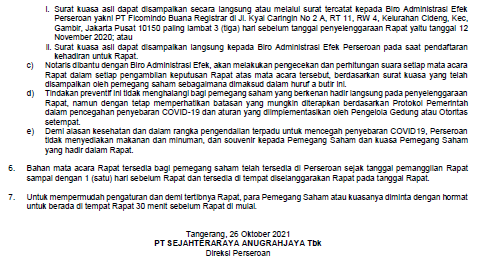 i. Surat kuasa asli dapat disampaikan secara langsung atau melalui surat tercatat kepada Biro Administrasi Efek
Perseroan yakni PT Ficomindo Buana Registrar di Jl. Kyai Caringin No 2 A, RT 11, RW 4, Kelurahan Cideng, Kec,
Gambir, Jakarta Pusat 10150 paling lambat 3 (tiga) hari sebelum tanggal penyelenggaraan Rapat yaitu tanggal 12
November 2020; atau
ii. Surat kuasa asli dapat disampaikan langsung kepada Biro Administrasi Efek Perseroan pada saat pendaftaran
kehadiran untuk Rapat.
c) Notaris dibantu dengan Biro Administrasi Efek, akan melakukan pengecekan dan perhitungan suara setiap mata acara
Rapat dalam setiap pengambilan keputusan Rapat atas mata acara tersebut, berdasarkan surat kuasa yang telah
disampaikan oleh pemegang saham sebagaimana dimaksud dalam huruf a butir ini.
d) Tindakan preventif ini tidak menghalangi bagi pemegang saham yang berkenan hadir langsung pada penyelenggaraan
Rapat, namun dengan tetap memperhatikan batasan yang mungkin diterapkan berdasarkan Protokol Pemerintah
dalam pencegahan penyebaran COVID-19 dan aturan yang diimplementasikan oleh Pengelola Gedung atau Otoritas
setempat.
e) Demi alasan kesehatan dan dalam rangka pengendalian terpadu untuk mencegah penyebaran COVID19, Perseroan
tidak menyediakan makanan dan minuman, dan souvenir kepada Pemegang Saham dan kuasa Pemegang Saham
yang hadir dalam Rapat.
6. Bahan mata acara Rapat tersedia bagi pemegang saham telah tersedia di Perseroan sejak tanggal pemanggilan Rapat
sampai dengan 1 (satu) hari sebelum Rapat dan tersedia di tempat diselenggarakan Rapat pada tanggal Rapat.
7. Untuk mempermudah pengaturan dan demi tertibnya Rapat, para Pemegang Saham atau kuasanya diminta dengan hormat
untuk berada di tempat Rapat 30 menit sebelum Rapat di mulai.
Tangerang, 26 Oktober 2021
PT SEJAHTERARAYA ANUGRAHJAYA Tbk
Direksi Perseroan